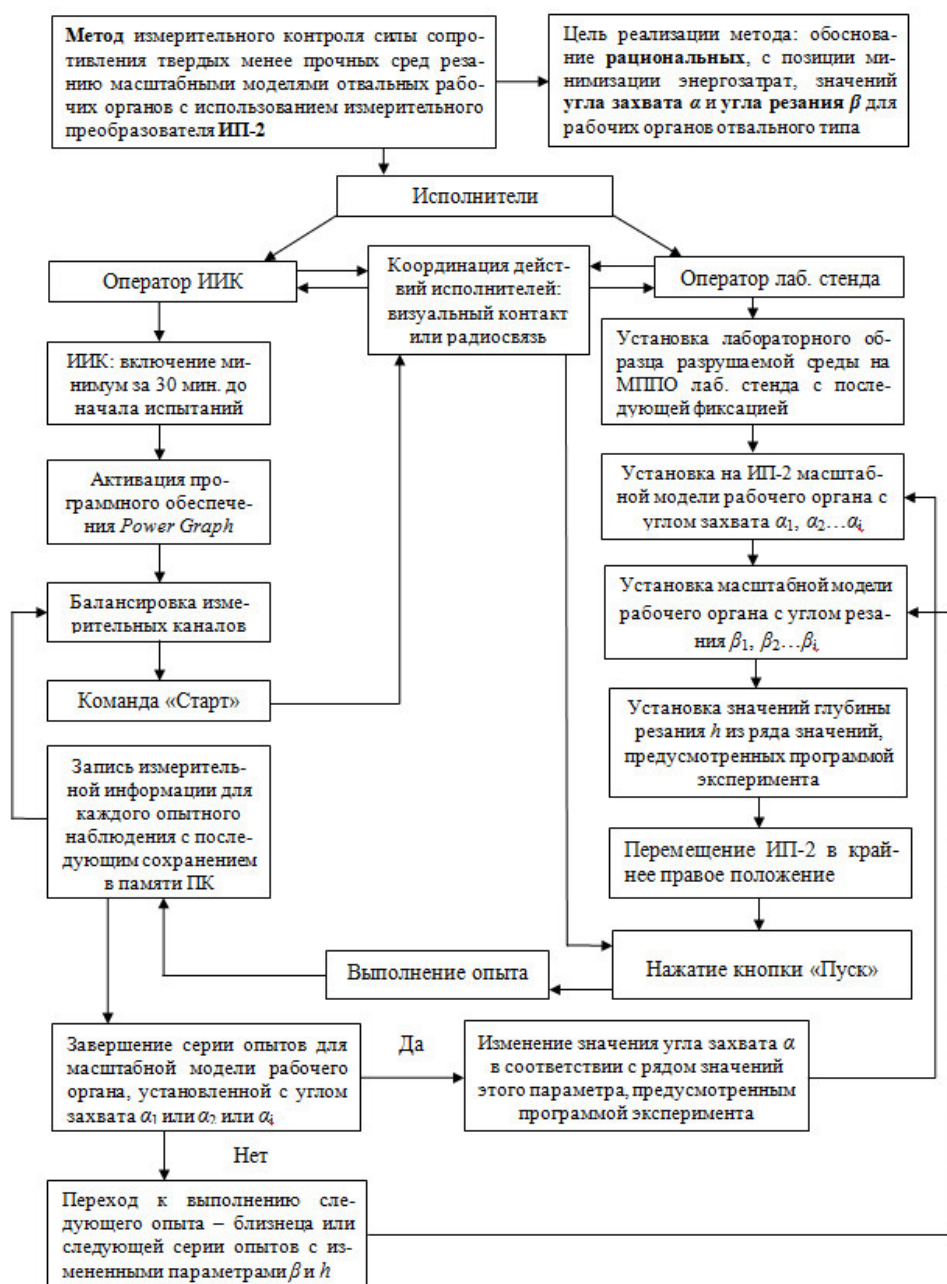 Метод измерительного контроля силы сопро-
тивления твердых менее прочных сред реза-
нию масштабными моделями отвальных рабо-
чих органов с использованием измерительного
преобразователя ИП-2
Цель реализации метода: обоснова-
ние рациональных, с позиции ми-
нимизации энергозатрат, значений
угла захвата α и угла резания β для
рабочих органов отвального типа
Исполнители
Оператор ИИК
Координация дейст-
вий исполнителей:
визуальный контакт
или радиосвязь
Оператор лаб. стенда
ИИК: включение ми-
нимум за 30 мин. до
начала испытаний
Установка лабораторного об-
разца разрушаемой среды на
МППО лаб. стенда с после-
дующей фиксацией
Активация про-
граммного обеспече-
ния Power Graph
Установка на ИП-2 масштаб-
ной модели рабочего органа с
углом захвата α1, α2…αi
Балансировка изме-
рительных каналов
Установка масштабной модели
рабочего органа с углом реза-
ния β1, β2…βi
Команда «Старт»
Установка значений глубины
резания h из ряда значений,
предусмотренных программой
эксперимента
Запись измеритель-
ной информации для
каждого опытного
наблюдения с после-
дующим сохранением
в памяти ПК
Перемещение ИП-2 в край-
нее правое положение
Выполнение опыта
Нажатие кнопки «Пуск»
Завершение серии опытов для
масштабной модели рабочего
органа, установленной с углом
захвата α1 или α2 или αi
Да
Изменение значения угла захвата α
в соответствии с рядом значений
этого параметра, предусмотренным
программой эксперимента
Нет
Переход к выполнению сле-
дующего опыта – близнеца или
следующей серии опытов с из-
мененными параметрами β и h